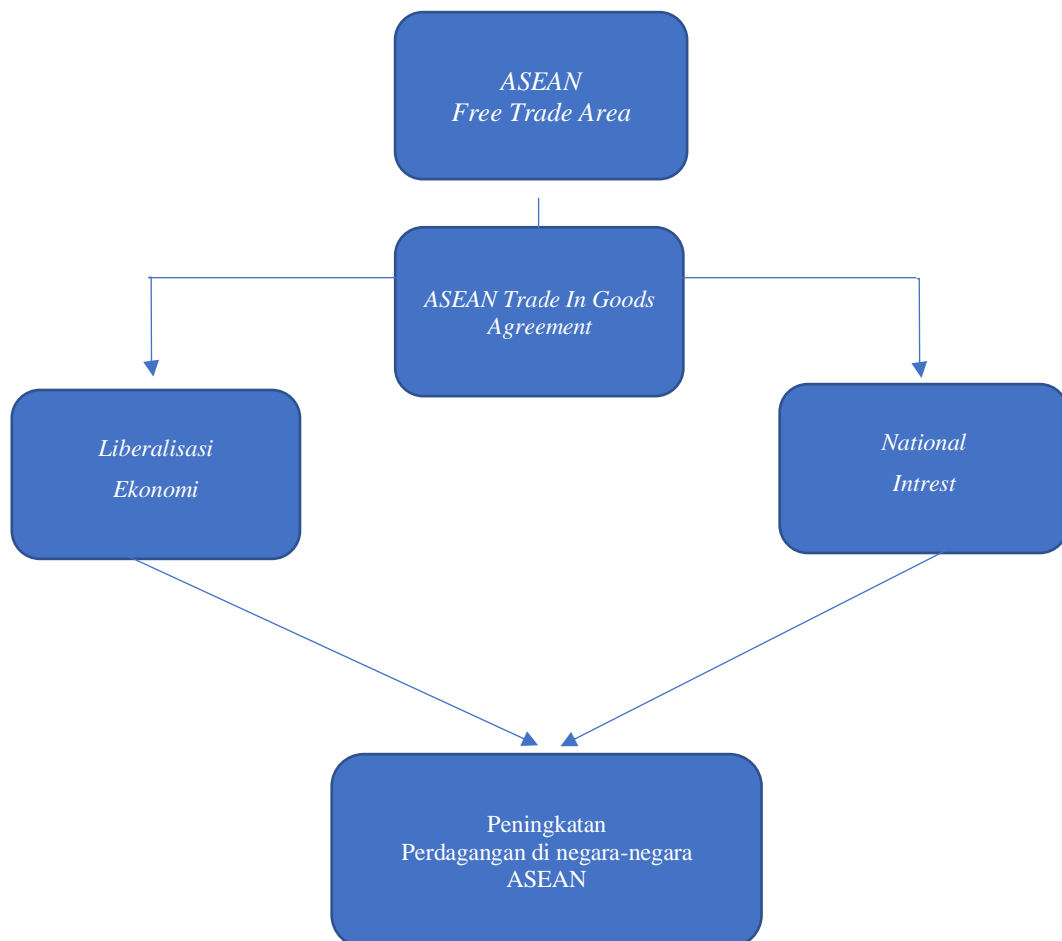 ASEAN
Free Trade Area
ASEAN Trade In Goods
Agreement
Liberalisasi
Ekonomi
National
Intrest
Peningkatan
Perdagangan di negara-negara
ASEAN